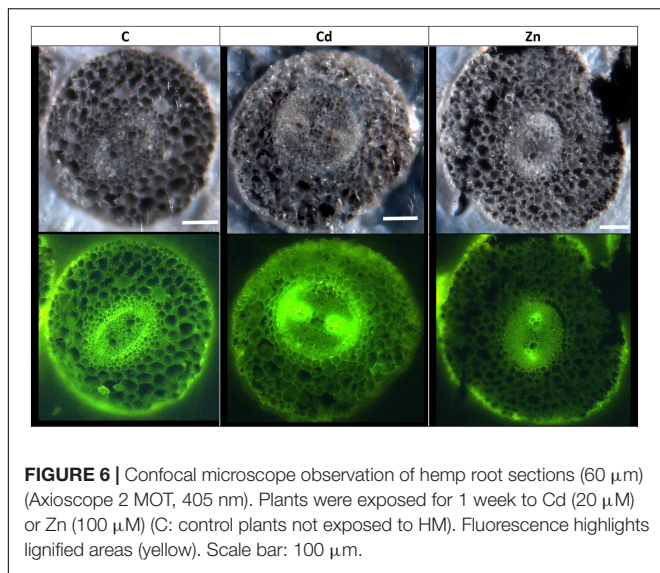 C Cd Zn
FIGURE 6 | Confocal microscope observation of hemp root sections (60 μm)
(Axioscope 2 MOT, 405 nm). Plants were exposed for 1 week to Cd (20 μM)
or Zn (100 μM) (C: control plants not exposed to HM). Fluorescence highlights
lignified areas (yellow). Scale bar: 100 μm.